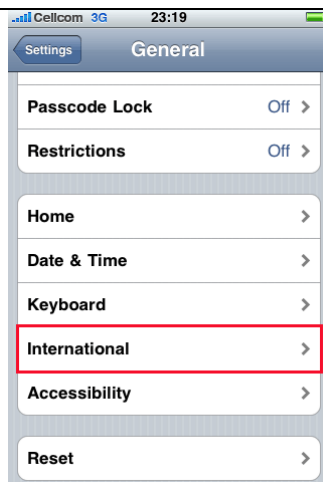 Cellcom 3G 23:19
Settings General
Passcode Lock Off
Restrictions Off
Home
Date & Time
Keyboard
International
Accessibility
Reset